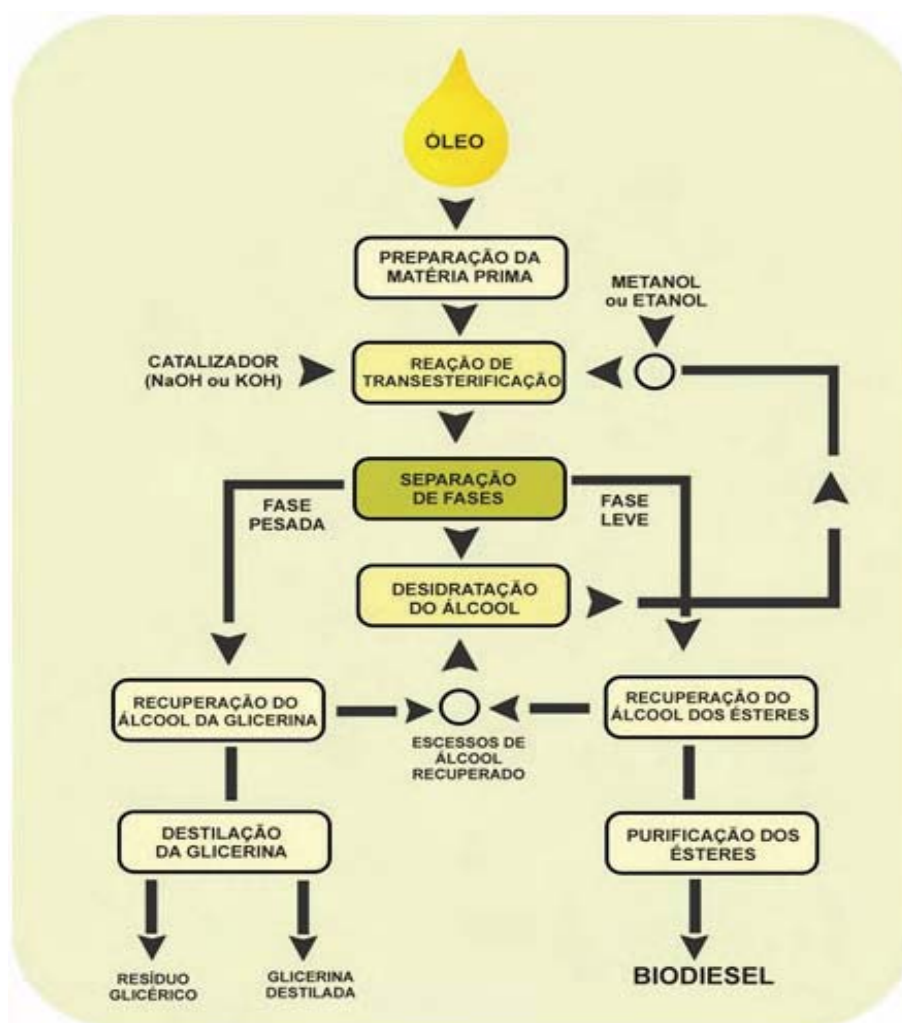 ÓLEO
PREPARAÇÃO DA
MATÉRIA PRIMA
METANOL
ou ETANOL
CATALIZADOR
(NaOH ou KOH)
REAÇÃO DE
TRANSESTERIFICAÇÃO
SEPARAÇÃO
DE FASES
FASE
PESADA
FASE
LEVE
DESIDRATAÇÃO
DO ÁLCOOL
RECUPERAÇÃO DO
ÁLCOOL DA GLICERINA
ESCESSOS DE
ÁLCOOL
RECUPERADO
RECUPERAÇÃO DO
ÁLCOOL DOS ÉSTERES
DESTILAÇÃO
DA GLICERINA
PURIFICAÇÃO DOS
ÉSTERES
RESÍDUO
GLICÉRICO
GLICERINA
DESTILADA
BIODIESEL